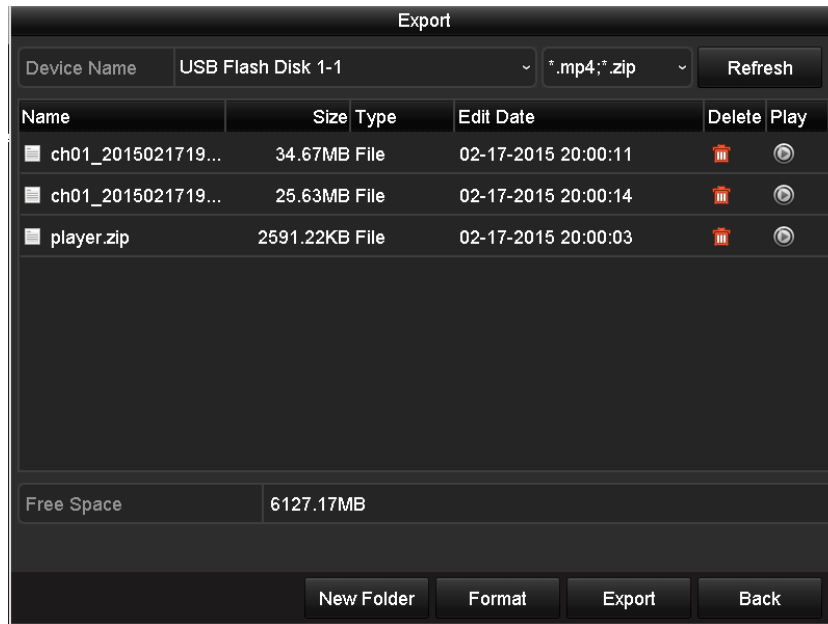 Export
Device Name USB Flash Disk 1-1 *.mp4;*.zip Refresh
Name Size Type Edit Date Delete Play
ch01_2015021719... 34.67MB File 02-17-2015 20:00:11
ch01_2015021719... 25.63MB File 02-17-2015 20:00:14
player.zip 2591.22KB File 02-17-2015 20:00:03
Free Space 6127.17MB
New Folder Format Export Back